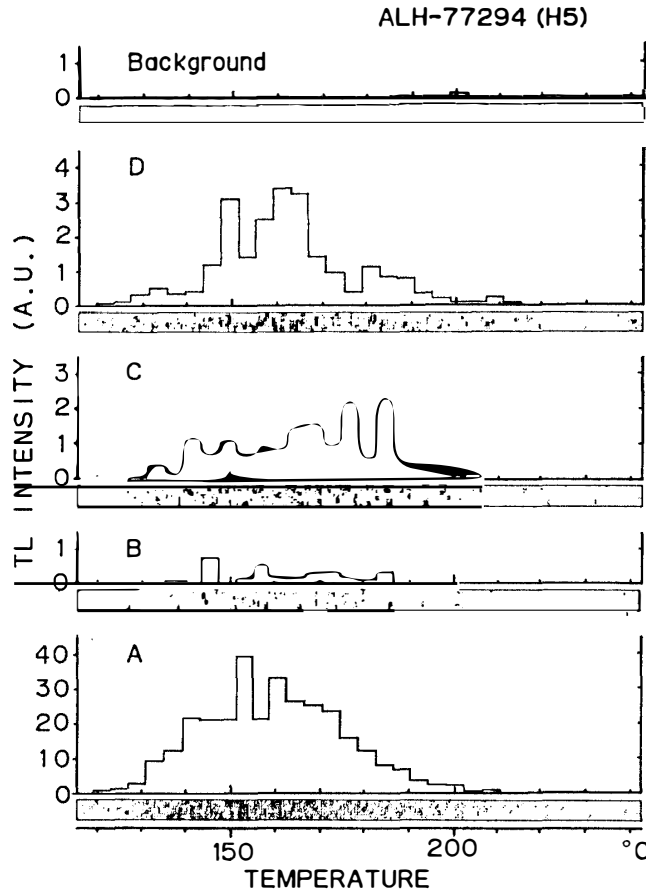 ALH-77294 (H5)
Background
1
0
D
4
3
2
1
0
C
3
2
1
0
B
1
0
A
40
30
20
10
0
TL INTENSITY (A.U.)
150
200
°C
TEMPERATURE